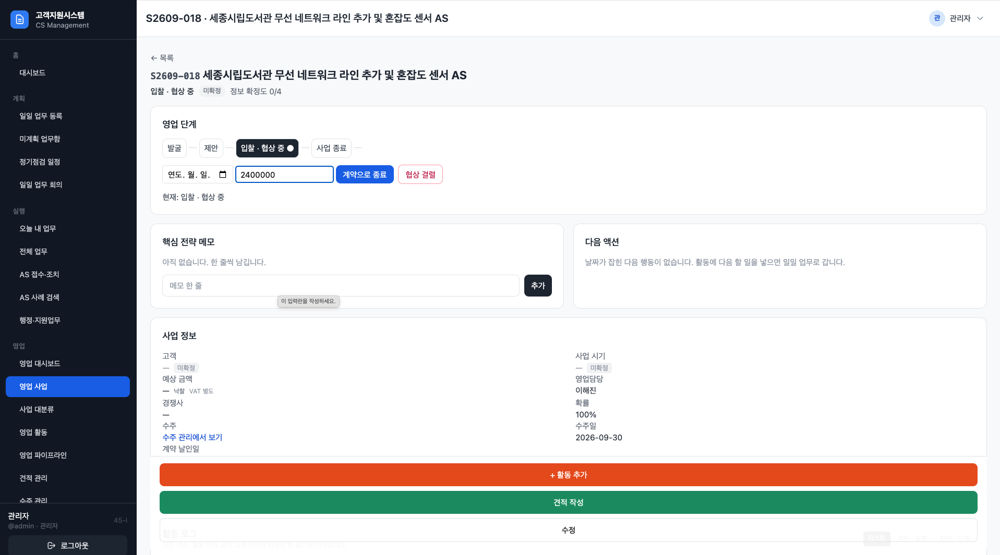 고객지원시스템
CS Management
홈
대시보드
계획
일일 업무 등록
미계획 업무함
정기점검 일정
일일 업무 회의
실행
오늘 내 업무
전체 업무
AS 접수·조치
AS 사례 검색
행정·지원업무
영업
영업 대시보드
영업 사업
사업 대분류
영업 활동
영업 파이프라인
견적 관리
수주 관리
관리자
@admin · 관리자
45-I
로그아웃
S2609-018 · 세종시립도서관 무선 네트워크 라인 추가 및 혼잡도 센서 AS
관 관리자
← 목록
S2609-018 세종시립도서관 무선 네트워크 라인 추가 및 혼잡도 센서 AS
입찰 · 협상 중 미확정 정보 확정도 0/4
영업 단계
발굴 — 제안 — 입찰 · 협상 중 — 사업 종료 —
연도. 월. 일. 2400000 계약으로 종료 협상 결렬
현재: 입찰 · 협상 중
핵심 전략 메모
아직 없습니다. 한 줄씩 남깁니다.
메모 한 줄 추가
이 입력란을 작성하세요.
다음 액션
날짜가 잡힌 다음 행동이 없습니다. 활동에 다음 할 일을 넣으면 일일 업무로 갑니다.
사업 정보
고객
— 미확정
사업 시기
— 미확정
예상 금액
— 낙찰 VAT 별도
영업담당
이해진
경쟁사
—
확률
100%
수주
수주 관리에서 보기
수주일
2026-09-30
계약 날인일
+ 활동 추가
견적 작성
수정
활동 로그
리스트